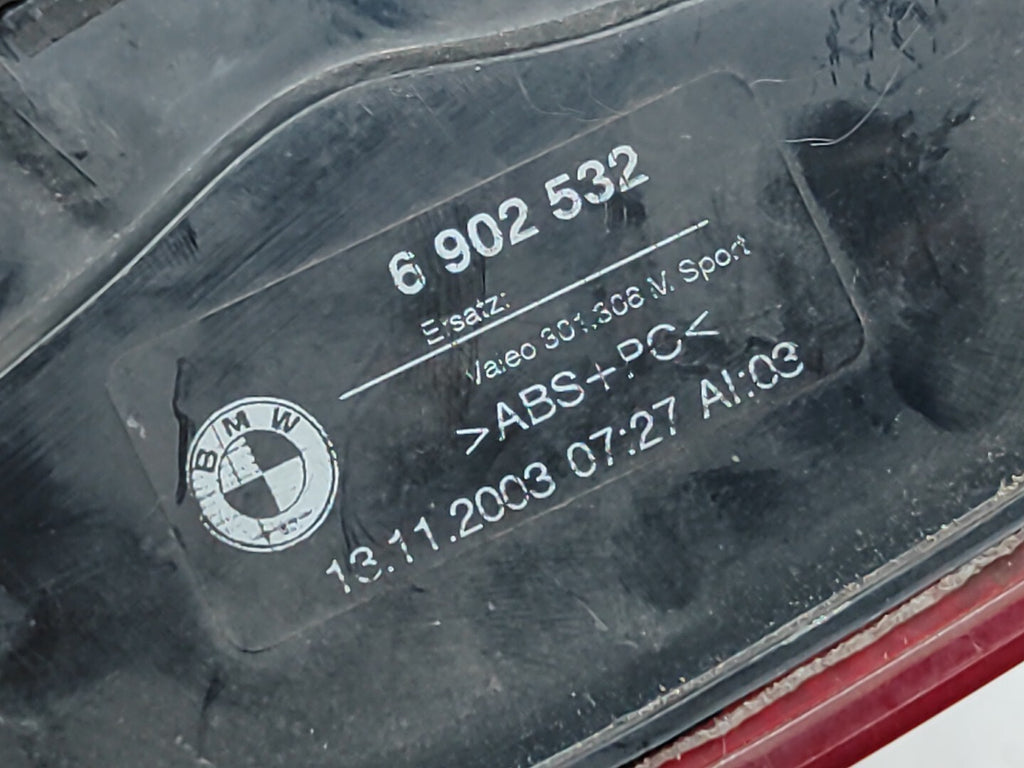 6 902 532
Ersatz:
Valeo 301.306 M Sport
>ABS+PC<
13.11.2003 07:27 AI:03
BMW